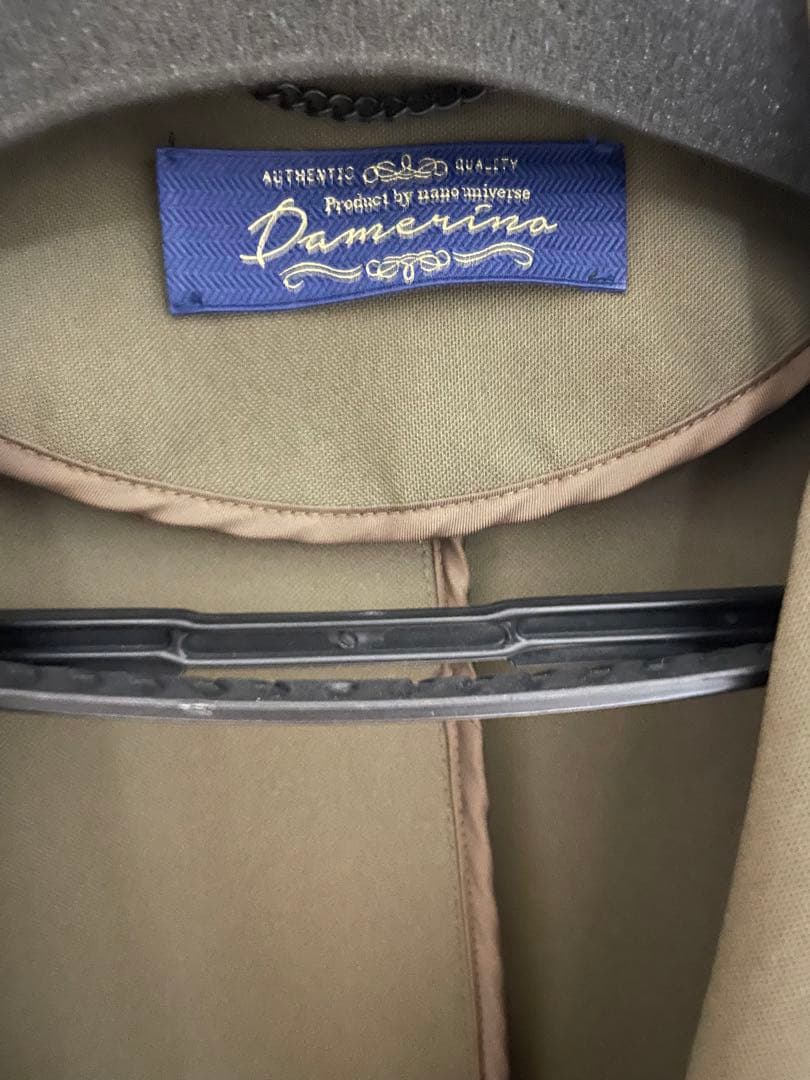 AUTHENTIC QUALITY
Product by nano universe
Damerino